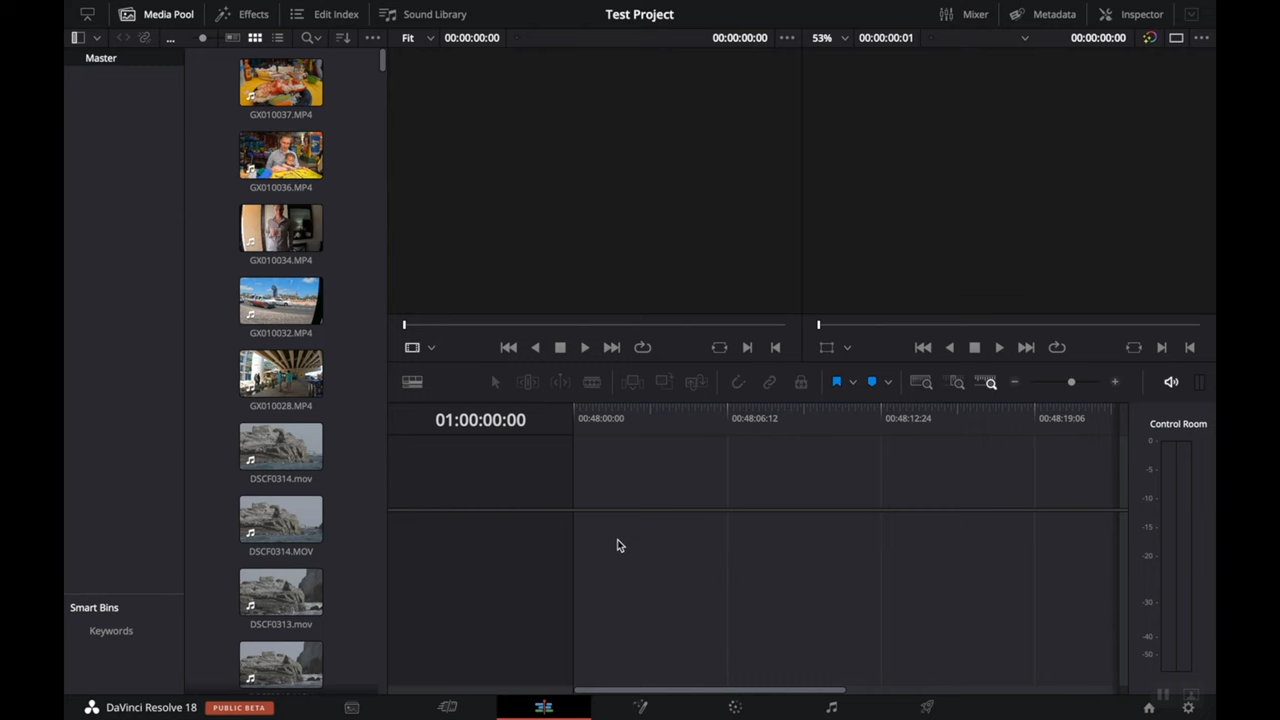 Media Pool
Effects
Edit Index
Sound Library
Test Project
Mixer
Metadata
Inspector
Fit
00:00:00:00
00:00:00:00
53%
00:00:00:01
00:00:00:00
Master
GX010037.MP4
GX010036.MP4
GX010034.MP4
GX010032.MP4
GX010028.MP4
DSCF0314.mov
DSCF0314.MOV
DSCF0313.mov
01:00:00:00
00:48:00:00
00:48:06:12
00:48:12:24
00:48:19:06
Control Room
0
-5
-10
-15
-20
-30
-40
-50
Smart Bins
Keywords
DaVinci Resolve 18
PUBLIC BETA